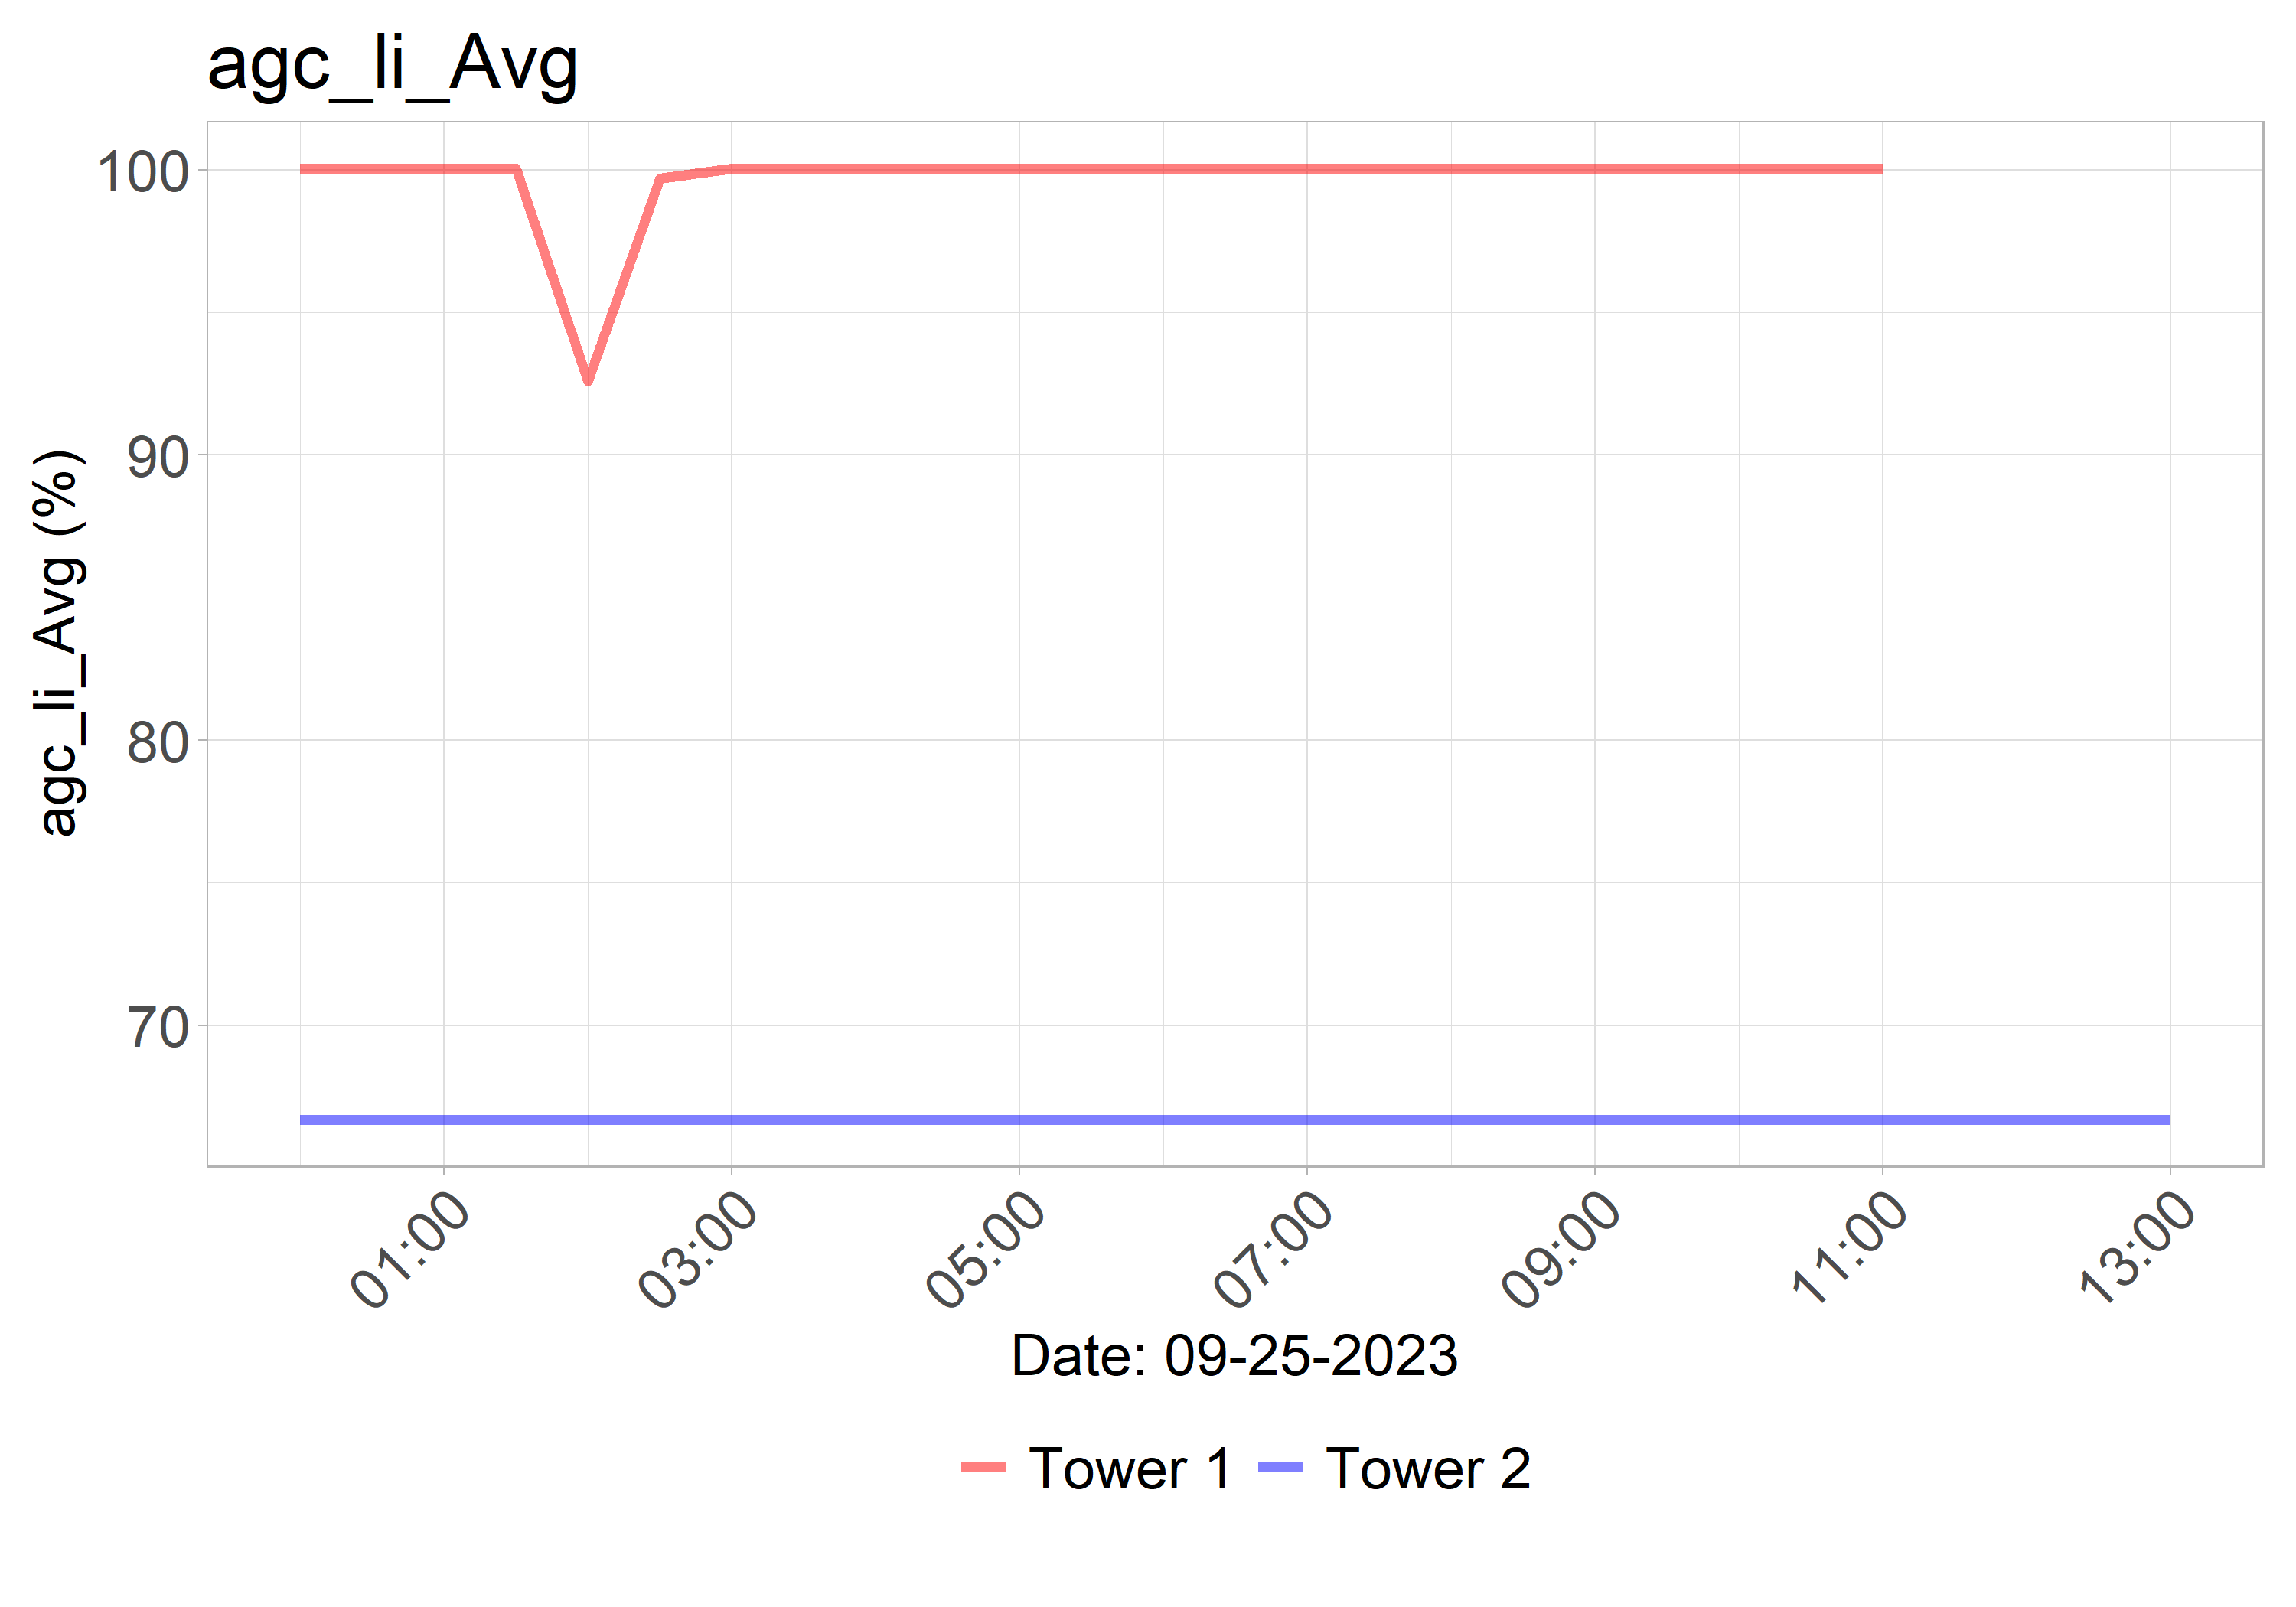 agc_li_Avg
agc_li_Avg (%)
100
90
80
70
01:00 03:00 05:00 07:00 09:00 11:00 13:00
Date: 09-25-2023
Tower 1 Tower 2